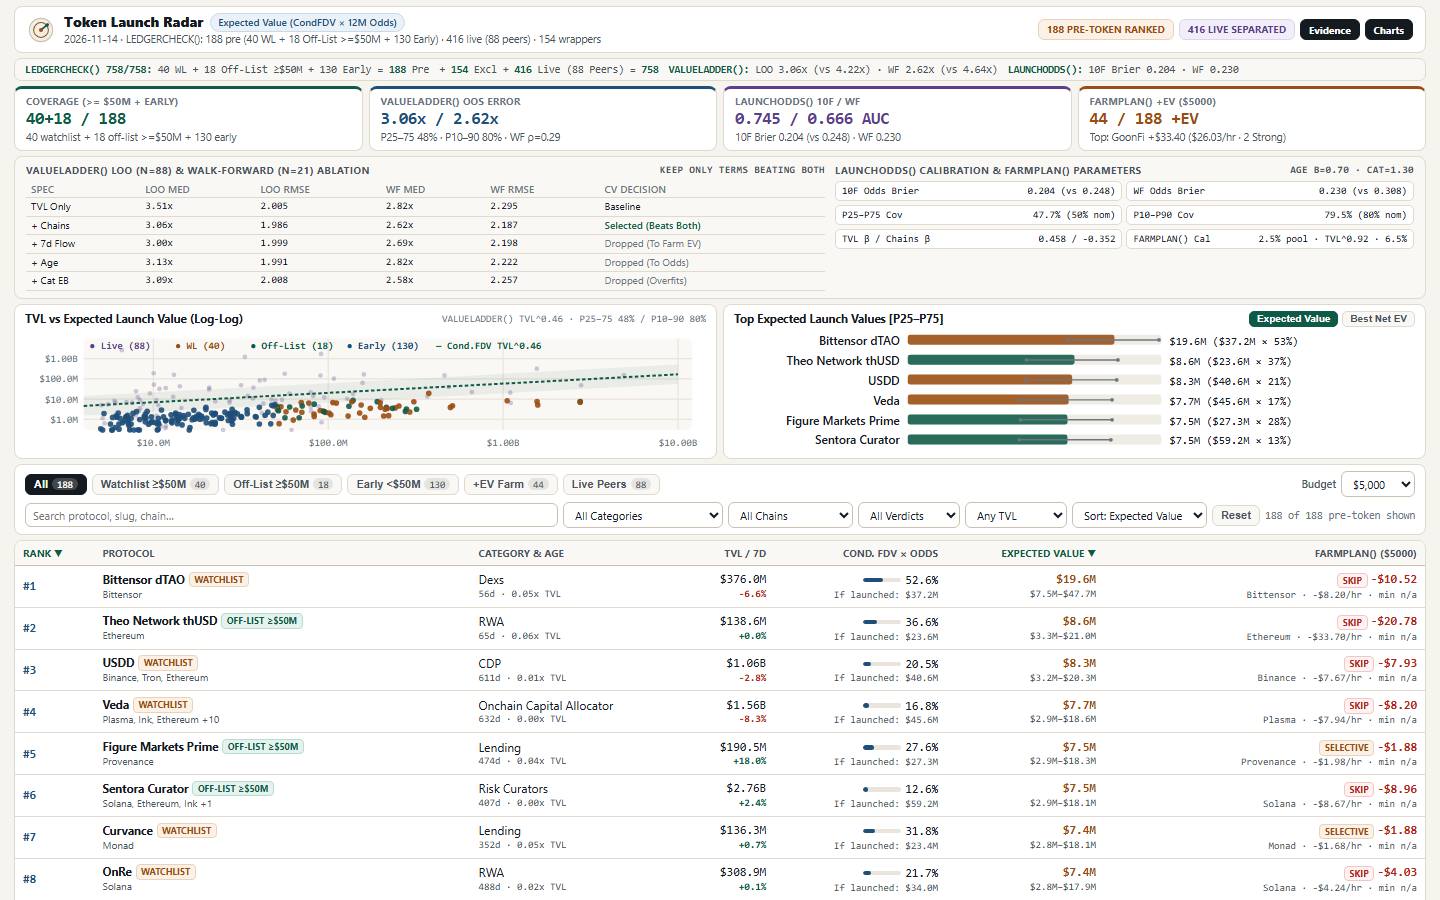 Token Launch Radar Expected Value (CondFDV × 12M Odds)
2026-11-14 · LEDGERCHECK(): 188 pre (40 WL + 18 Off-List >=$50M + 130 Early) · 416 live (88 peers) · 154 wrappers
188 PRE-TOKEN RANKED 416 LIVE SEPARATED Evidence Charts
LEDGERCHECK() 758/758: 40 WL + 18 Off-List ≥$50M + 130 Early = 188 Pre + 154 Excl + 416 Live (88 Peers) = 758 VALUELADDER(): LOO 3.06x (vs 4.22x) · WF 2.62x (vs 4.64x) LAUNCHODDS(): 10F Brier 0.204 · WF 0.230
COVERAGE (>= $50M + EARLY)
40+18 / 188
40 watchlist + 18 off-list >=$50M + 130 early
VALUELADDER() OOS ERROR
3.06x / 2.62x
P25–P75 48% · P10–P90 80% · WF ρ=0.29
LAUNCHODDS() 10F / WF
0.745 / 0.666 AUC
10F Brier 0.204 (vs 0.248) · WF 0.230
FARMPLAN() +EV ($5000)
44 / 188 +EV
Top: GoonFi +$33.40 ($26.03/hr · 2 Strong)
VALUELADDER() LOO (N=88) & WALK-FORWARD (N=21) ABLATION KEEP ONLY TERMS BEATING BOTH
SPEC LOO MED LOO RMSE WF MED WF RMSE CV DECISION
TVL Only 3.51x 2.005 2.82x 2.295 Baseline
+ Chains 3.06x 1.986 2.62x 2.187 Selected (Beats Both)
+ 7d Flow 3.00x 1.999 2.69x 2.198 Dropped (To Farm EV)
+ Age 3.13x 1.991 2.82x 2.222 Dropped (To Odds)
+ Cat EB 3.09x 2.008 2.58x 2.257 Dropped (Overfits)
LAUNCHODDS() CALIBRATION & FARMPLAN() PARAMETERS AGE B=0.70 · CAT=1.30
10F Odds Brier 0.204 (vs 0.248) WF Odds Brier 0.230 (vs 0.308)
P25–P75 Cov 47.7% (50% nom) P10–P90 Cov 79.5% (80% nom)
TVL β / Chains β 0.458 / -0.352 FARMPLAN() Cal 2.5% pool · TVL^0.92 · 6.5%
TVL vs Expected Launch Value (Log-Log) VALUELADDER() TVL^0.46 · P25–75 48% / P10–90 80%
Live (88) WL (40) Off-List (18) Early (130) — Cond.FDV TVL^0.46
$1.00B
$100.0M
$10.0M
$1.0M
$10.0M $100.0M $1.00B $10.00B
Top Expected Launch Values [P25–P75] Expected Value Best Net EV
Bittensor dTAO $19.6M ($37.2M × 53%)
Theo Network thUSD $8.6M ($23.6M × 37%)
USDD $8.3M ($40.6M × 21%)
Veda $7.7M ($45.6M × 17%)
Figure Markets Prime $7.5M ($27.3M × 28%)
Sentora Curator $7.5M ($59.2M × 13%)
All 188 Watchlist ≥$50M 40 Off-List ≥$50M 18 Early <$50M 130 +EV Farm 44 Live Peers 88 Budget $5,000
Search protocol, slug, chain... All Categories All Chains All Verdicts Any TVL Sort: Expected Value Reset 188 of 188 pre-token shown
RANK ▼ PROTOCOL CATEGORY & AGE TVL / 7D COND. FDV × ODDS EXPECTED VALUE ▼ FARMPLAN() ($5000)
#1 Bittensor dTAO WATCHLIST Dexs $376.0M 52.6% $19.6M SKIP -$10.52
Bittensor 56d · 0.05x TVL -6.6% If launched: $37.2M $7.5M–$47.7M Bittensor · -$8.20/hr · min n/a
#2 Theo Network thUSD OFF-LIST ≥$50M RWA $138.6M 36.6% $8.6M SKIP -$20.78
Ethereum 65d · 0.06x TVL +0.0% If launched: $23.6M $3.3M–$21.0M Ethereum · -$33.70/hr · min n/a
#3 USDD WATCHLIST CDP $1.06B 20.5% $8.3M SKIP -$7.93
Binance, Tron, Ethereum 611d · 0.01x TVL -2.8% If launched: $40.6M $3.2M–$20.3M Binance · -$7.67/hr · min n/a
#4 Veda WATCHLIST Onchain Capital Allocator $1.56B 16.8% $7.7M SKIP -$8.20
Plasma, Ink, Ethereum +10 632d · 0.00x TVL -8.3% If launched: $45.6M $2.9M–$18.6M Plasma · -$7.94/hr · min n/a
#5 Figure Markets Prime OFF-LIST ≥$50M Lending $190.5M 27.6% $7.5M SELECTIVE -$1.88
Provenance 474d · 0.04x TVL +18.0% If launched: $27.3M $2.9M–$18.3M Provenance · -$1.98/hr · min n/a
#6 Sentora Curator OFF-LIST ≥$50M Risk Curators $2.76B 12.6% $7.5M SKIP -$8.96
Solana, Ethereum, Ink +1 407d · 0.00x TVL +2.4% If launched: $59.2M $2.9M–$18.1M Solana · -$8.67/hr · min n/a
#7 Curvance WATCHLIST Lending $136.3M 31.8% $7.4M SELECTIVE -$1.88
Monad 352d · 0.05x TVL +0.7% If launched: $23.4M $2.8M–$18.1M Monad · -$1.68/hr · min n/a
#8 OnRe WATCHLIST RWA $308.9M 21.7% $7.4M SKIP -$4.03
Solana 488d · 0.02x TVL +0.1% If launched: $34.0M $2.8M–$17.9M Solana · -$4.24/hr · min n/a